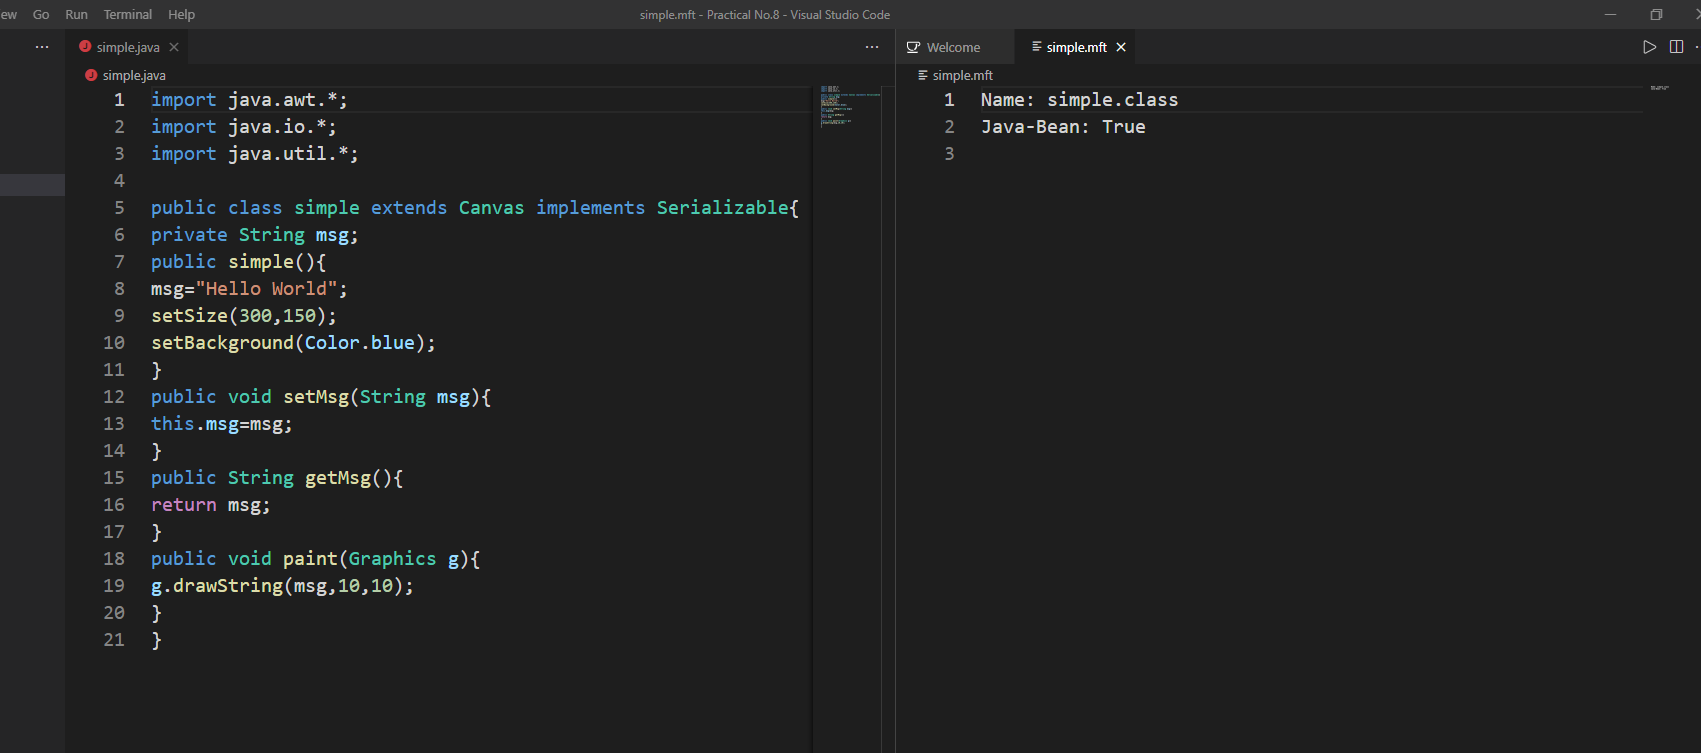 ew Go Run Terminal Help simple.mft - Practical No.8 - Visual Studio Code
simple.java
simple.java
1 import java.awt.*;
2 import java.io.*;
3 import java.util.*;
4
5 public class simple extends Canvas implements Serializable{
6 private String msg;
7 public simple(){
8 msg="Hello World";
9 setSize(300,150);
10 setBackground(Color.blue);
11 }
12 public void setMsg(String msg){
13 this.msg=msg;
14 }
15 public String getMsg(){
16 return msg;
17 }
18 public void paint(Graphics g){
19 g.drawString(msg,10,10);
20 }
21 }
Welcome simple.mft
simple.mft
1 Name: simple.class
2 Java-Bean: True
3